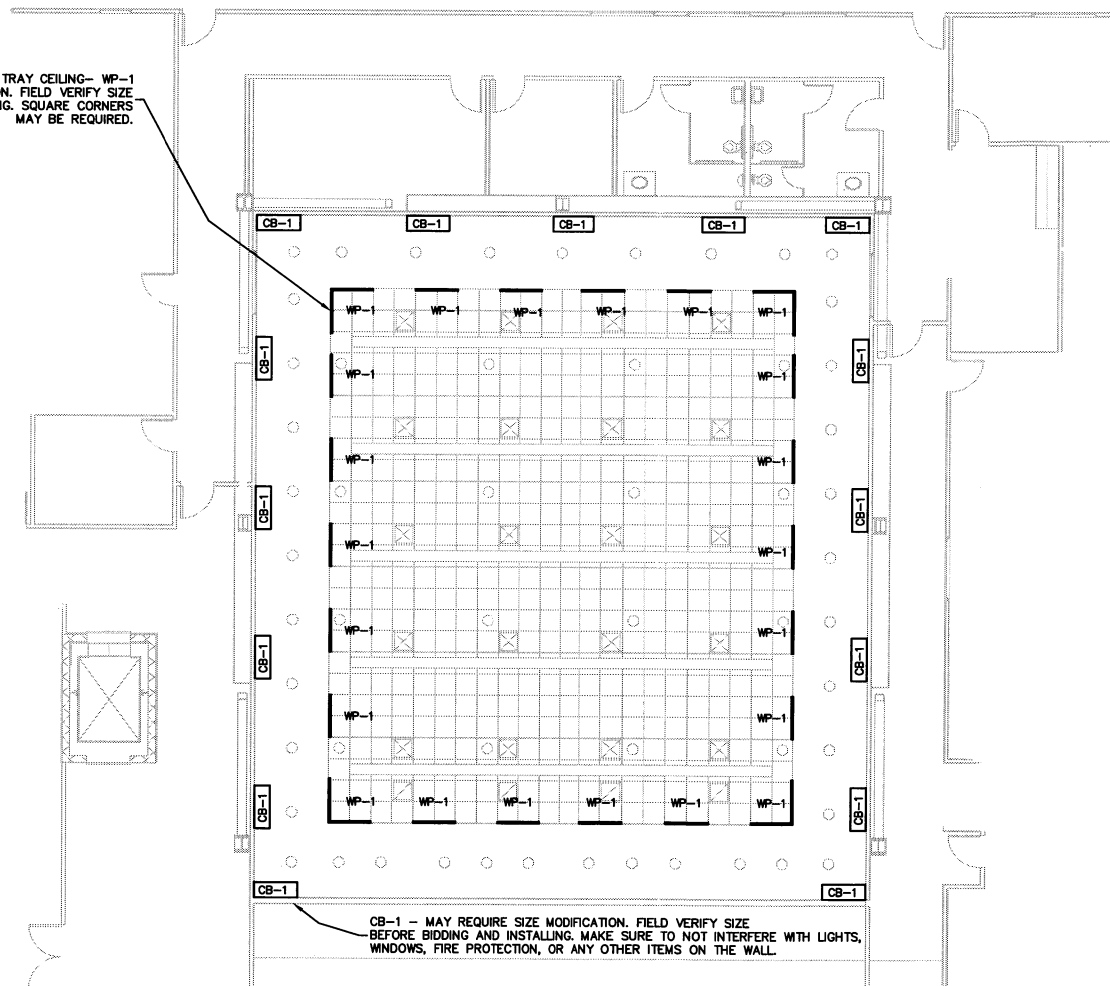 TRAY CEILING- WP-1
ON. FIELD VERIFY SIZE
NG. SQUARE CORNERS
MAY BE REQUIRED.
CB-1 CB-1 CB-1 CB-1 CB-1
WP-1 WP-1 WP-1 WP-1 WP-1 WP-1
CB-1 WP-1 WP-1 CB-1
WP-1 WP-1
CB-1 CB-1
WP-1 WP-1
WP-1 WP-1
CB-1 CB-1
WP-1 WP-1
WP-1 WP-1 WP-1 WP-1 WP-1 WP-1
CB-1 CB-1
CB-1 CB-1
CB-1 - MAY REQUIRE SIZE MODIFICATION. FIELD VERIFY SIZE
BEFORE BIDDING AND INSTALLING. MAKE SURE TO NOT INTERFERE WITH LIGHTS,
WINDOWS, FIRE PROTECTION, OR ANY OTHER ITEMS ON THE WALL.